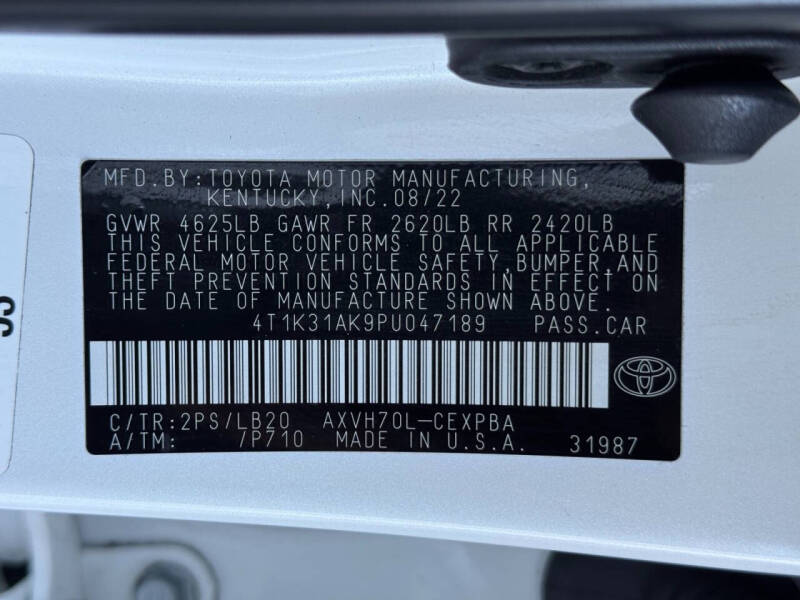 MFD.BY:TOYOTA MOTOR MANUFACTURING,
KENTUCKY,INC.08/22
GVWR 4625LB GAWR FR 2620LB RR 2420LB
THIS VEHICLE CONFORMS TO ALL APPLICABLE
FEDERAL MOTOR VEHICLE SAFETY,BUMPER,AND
THEFT PREVENTION STANDARDS IN EFFECT ON
THE DATE OF MANUFACTURE SHOWN ABOVE.
4T1K31AK9PU047189 PASS.CAR
C/TR:2PS/LB20 AXVH70L-CEXPBA
A/TM: /P710 MADE IN U.S.A. 31987